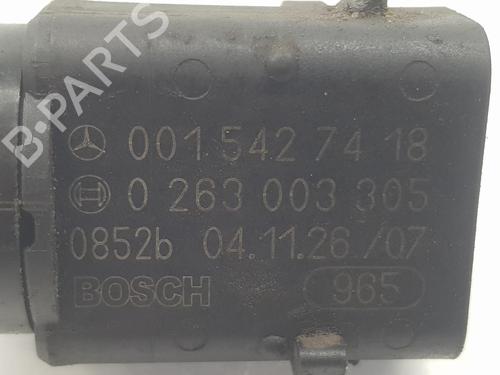 B-PARTS
001 542 74 18
0 263 003 305
0852b 04.11.26./07
BOSCH 965